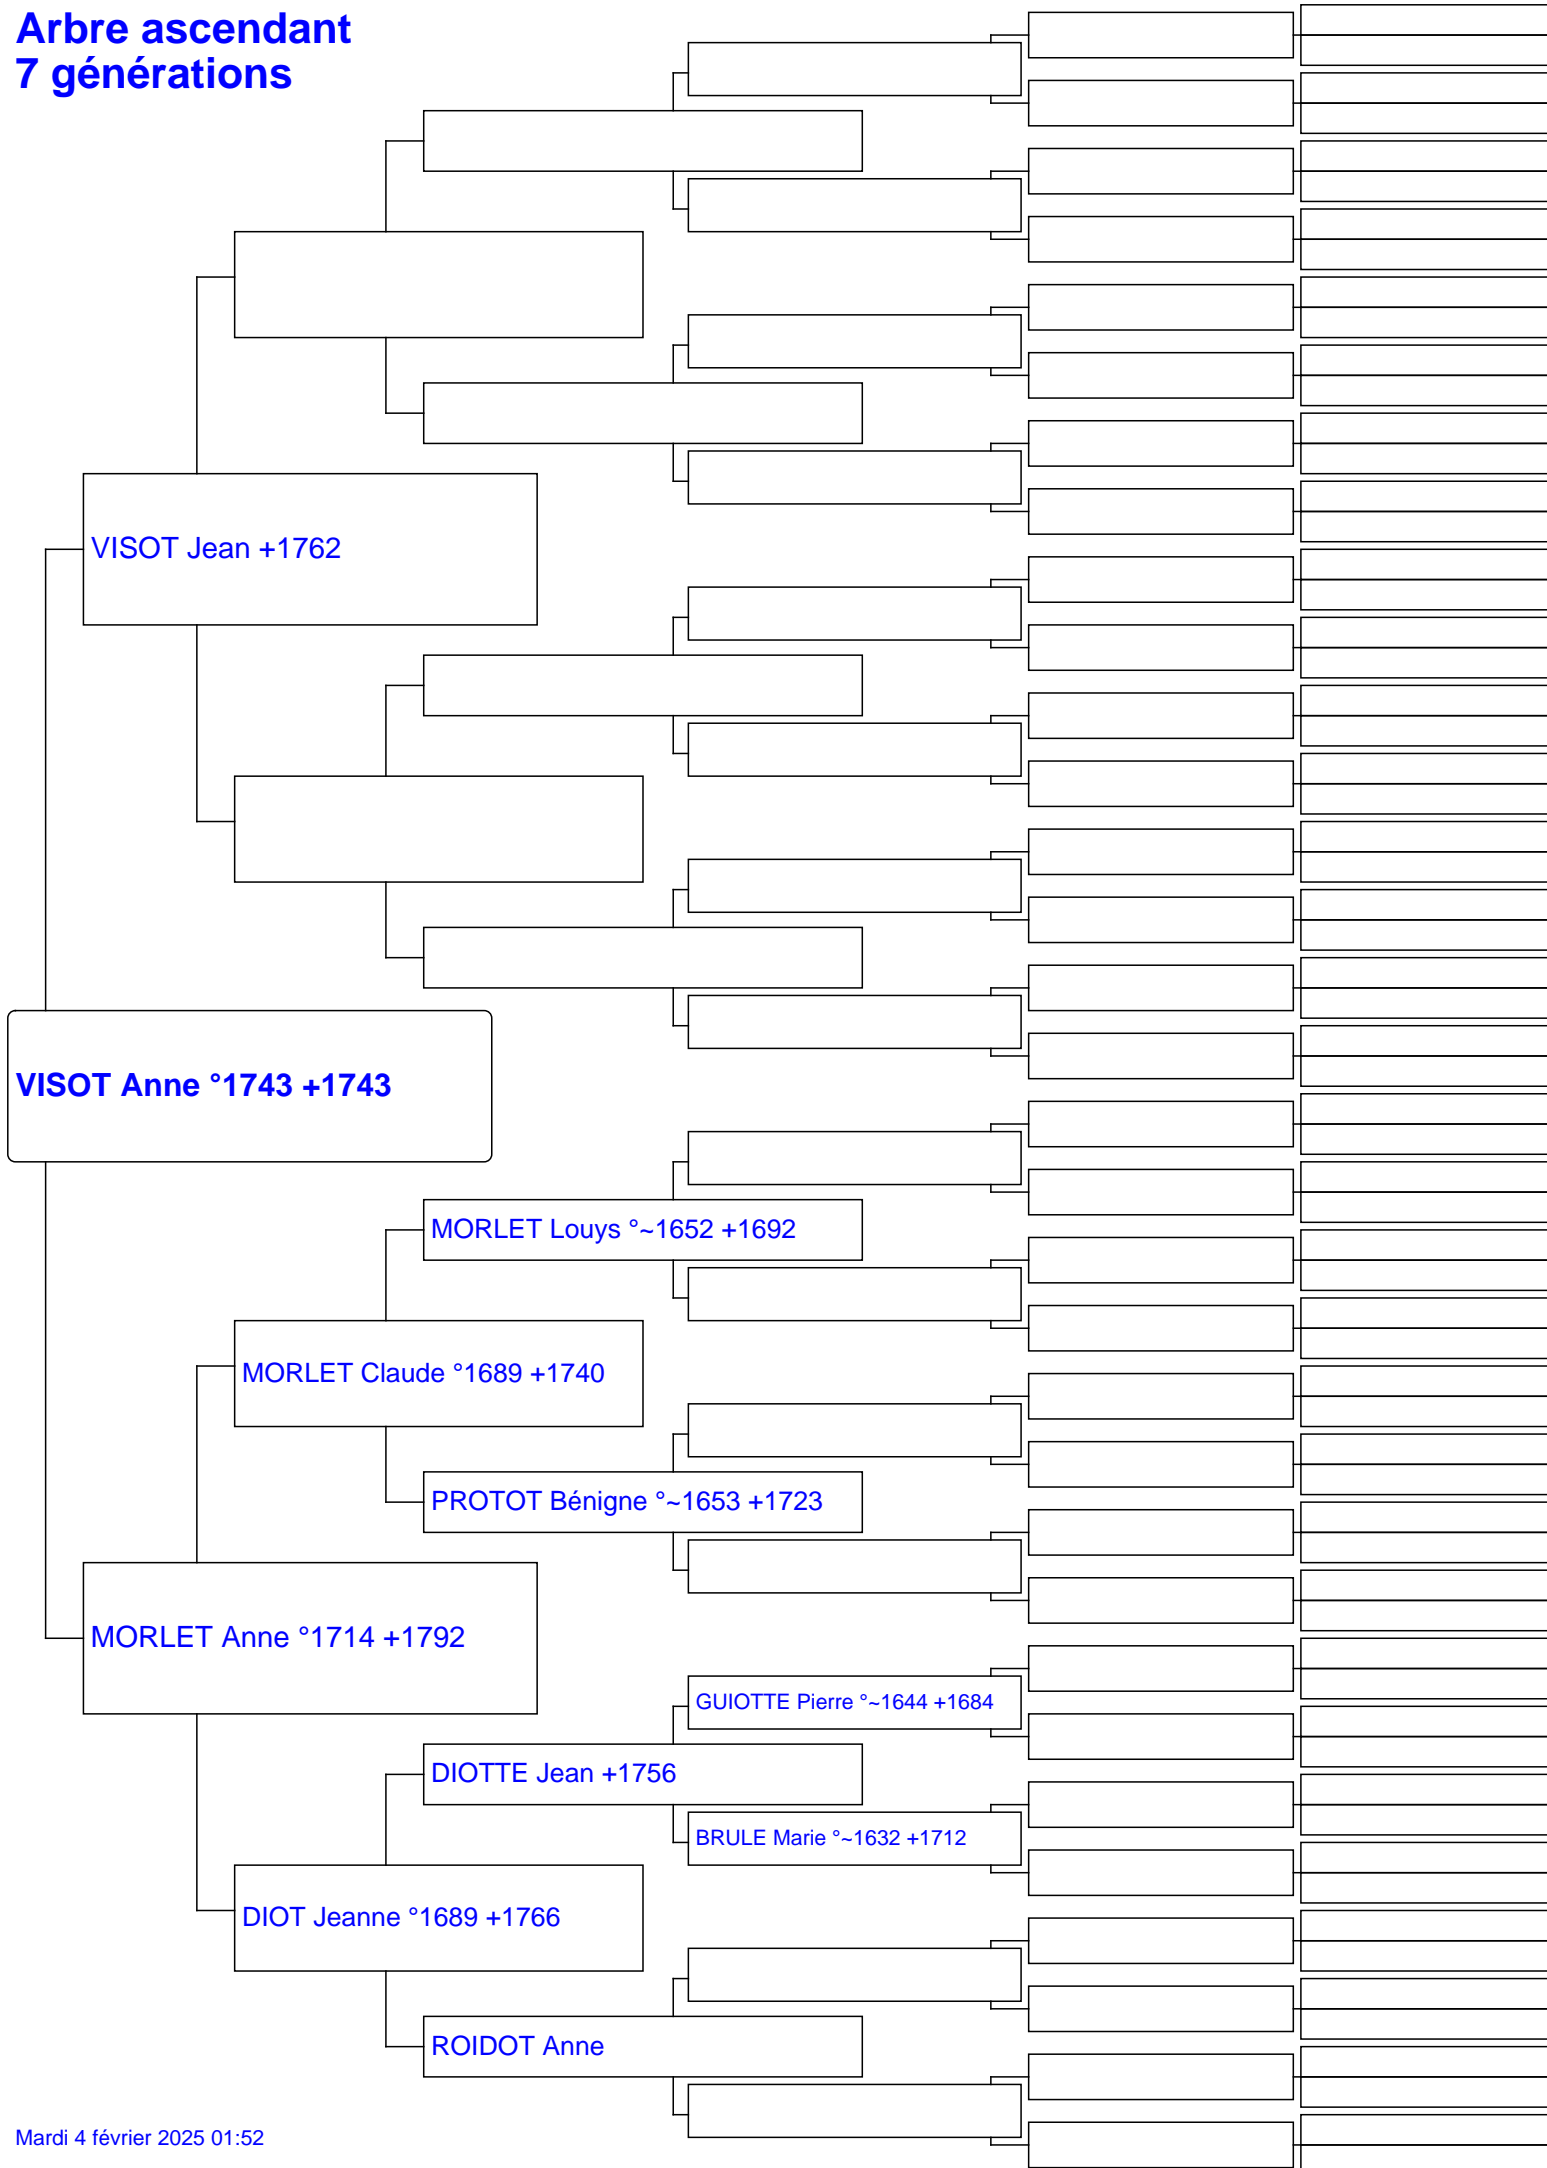 Arbre ascendant
7 générations
VISOT Jean +1762
VISOT Anne °1743 +1743
MORLET Louys °~1652 +1692
MORLET Claude °1689 +1740
PROTOT Bénigne °~1653 +1723
MORLET Anne °1714 +1792
GUIOTTE Pierre °~1644 +1684
DIOTTE Jean +1756
BRULE Marie °~1632 +1712
DIOT Jeanne °1689 +1766
ROIDOT Anne
Mardi 4 février 2025 01:52